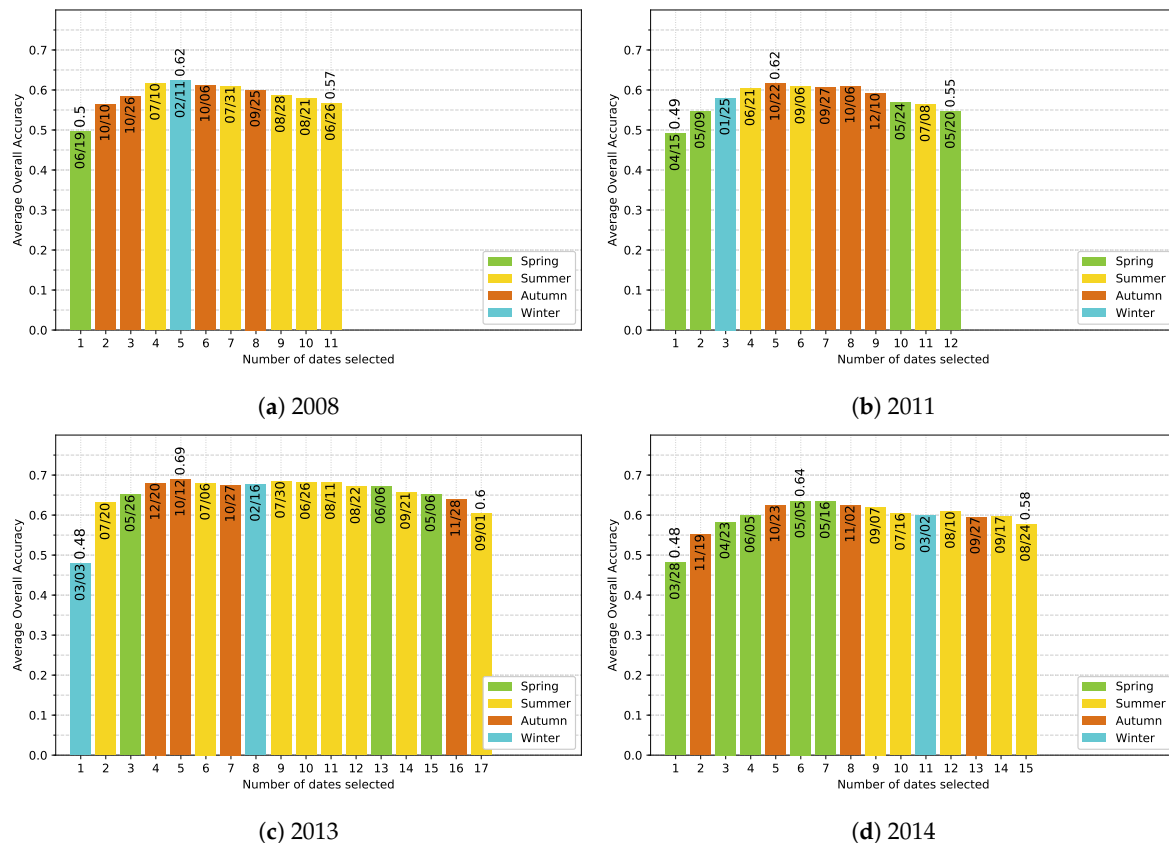 0.7
0.6
0.5
0.4
0.3
0.2
0.1
0.0
Average Overall Accuracy
06/19 0.5
10/10
10/26
07/10
02/11 0.62
10/06
07/31
09/25
08/28
08/21
06/26 0.57
Spring
Summer
Autumn
Winter
1 2 3 4 5 6 7 8 9 10 11
Number of dates selected
(a) 2008
0.7
0.6
0.5
0.4
0.3
0.2
0.1
0.0
Average Overall Accuracy
04/15 0.49
05/09
01/25
06/21
10/22 0.62
09/06
09/27
10/06
12/10
05/24
07/08
05/20 0.55
Spring
Summer
Autumn
Winter
1 2 3 4 5 6 7 8 9 10 11 12
Number of dates selected
(b) 2011
0.7
0.6
0.5
0.4
0.3
0.2
0.1
0.0
Average Overall Accuracy
03/03 0.48
07/20
05/26
12/20
10/12 0.69
07/06
10/27
02/16
07/30
06/26
08/11
08/22
06/06
09/21
05/06
11/28
09/01 0.6
Spring
Summer
Autumn
Winter
1 2 3 4 5 6 7 8 9 10 11 12 13 14 15 16 17
Number of dates selected
(c) 2013
0.7
0.6
0.5
0.4
0.3
0.2
0.1
0.0
Average Overall Accuracy
03/28 0.48
11/19
04/23
06/05
10/23
05/05 0.64
05/16
11/02
09/07
07/16
03/02
08/10
09/27
09/17
08/24 0.58
Spring
Summer
Autumn
Winter
1 2 3 4 5 6 7 8 9 10 11 12 13 14 15
Number of dates selected
(d) 2014